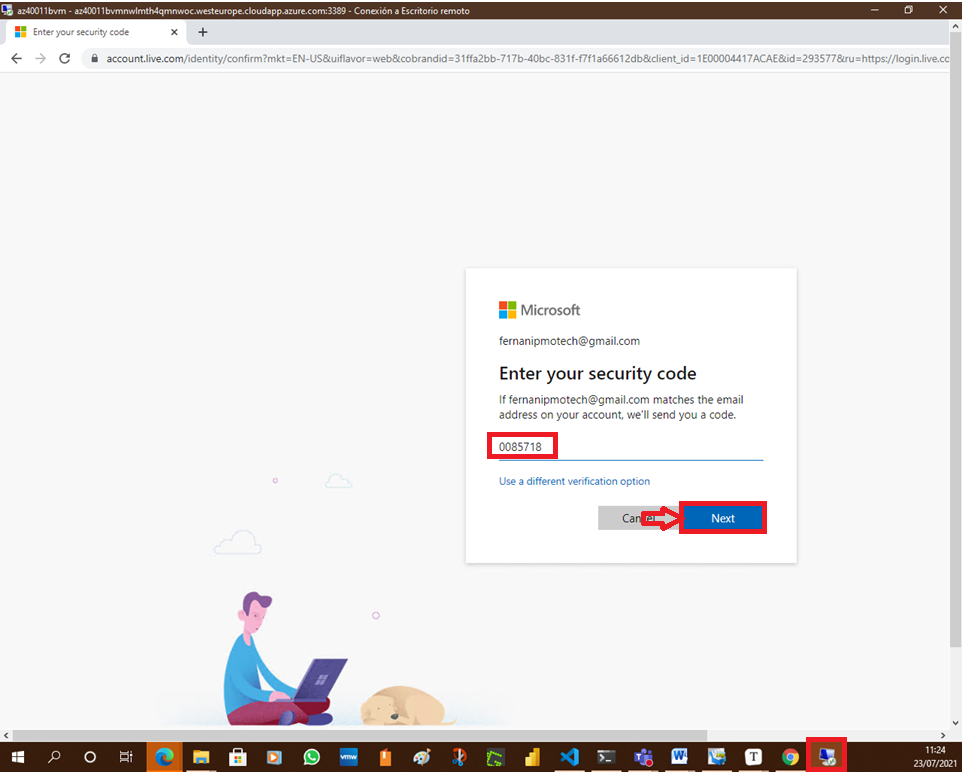 az40011bvm - az40011bvmnwlmth4qmnwoc.westeurope.cloudapp.azure.com:3389 - Conexión a Escritorio remoto
Enter your security code
account.live.com/identity/confirm?mkt=EN-US&uiflavor=web&cobrandid=31ffa2bb-717b-40bc-831f-f7f1a66612db&client_id=1E00004417ACAE&id=293577&ru=https://login.live.co
Microsoft
fernanipmotech@gmail.com
Enter your security code
If fernanipmotech@gmail.com matches the email
address on your account, we'll send you a code.
0085718
Use a different verification option
Cancel Next
vmw
W
T
11:24
23/07/2021